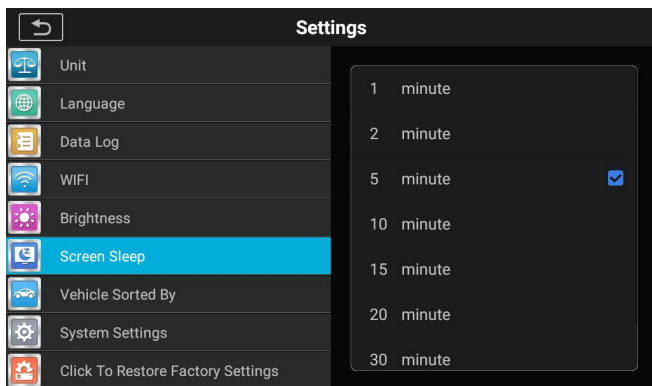 Settings
Unit
Language
Data Log
WIFI
Brightness
Screen Sleep
Vehicle Sorted By
System Settings
Click To Restore Factory Settings
1 minute
2 minute
5 minute
10 minute
15 minute
20 minute
30 minute